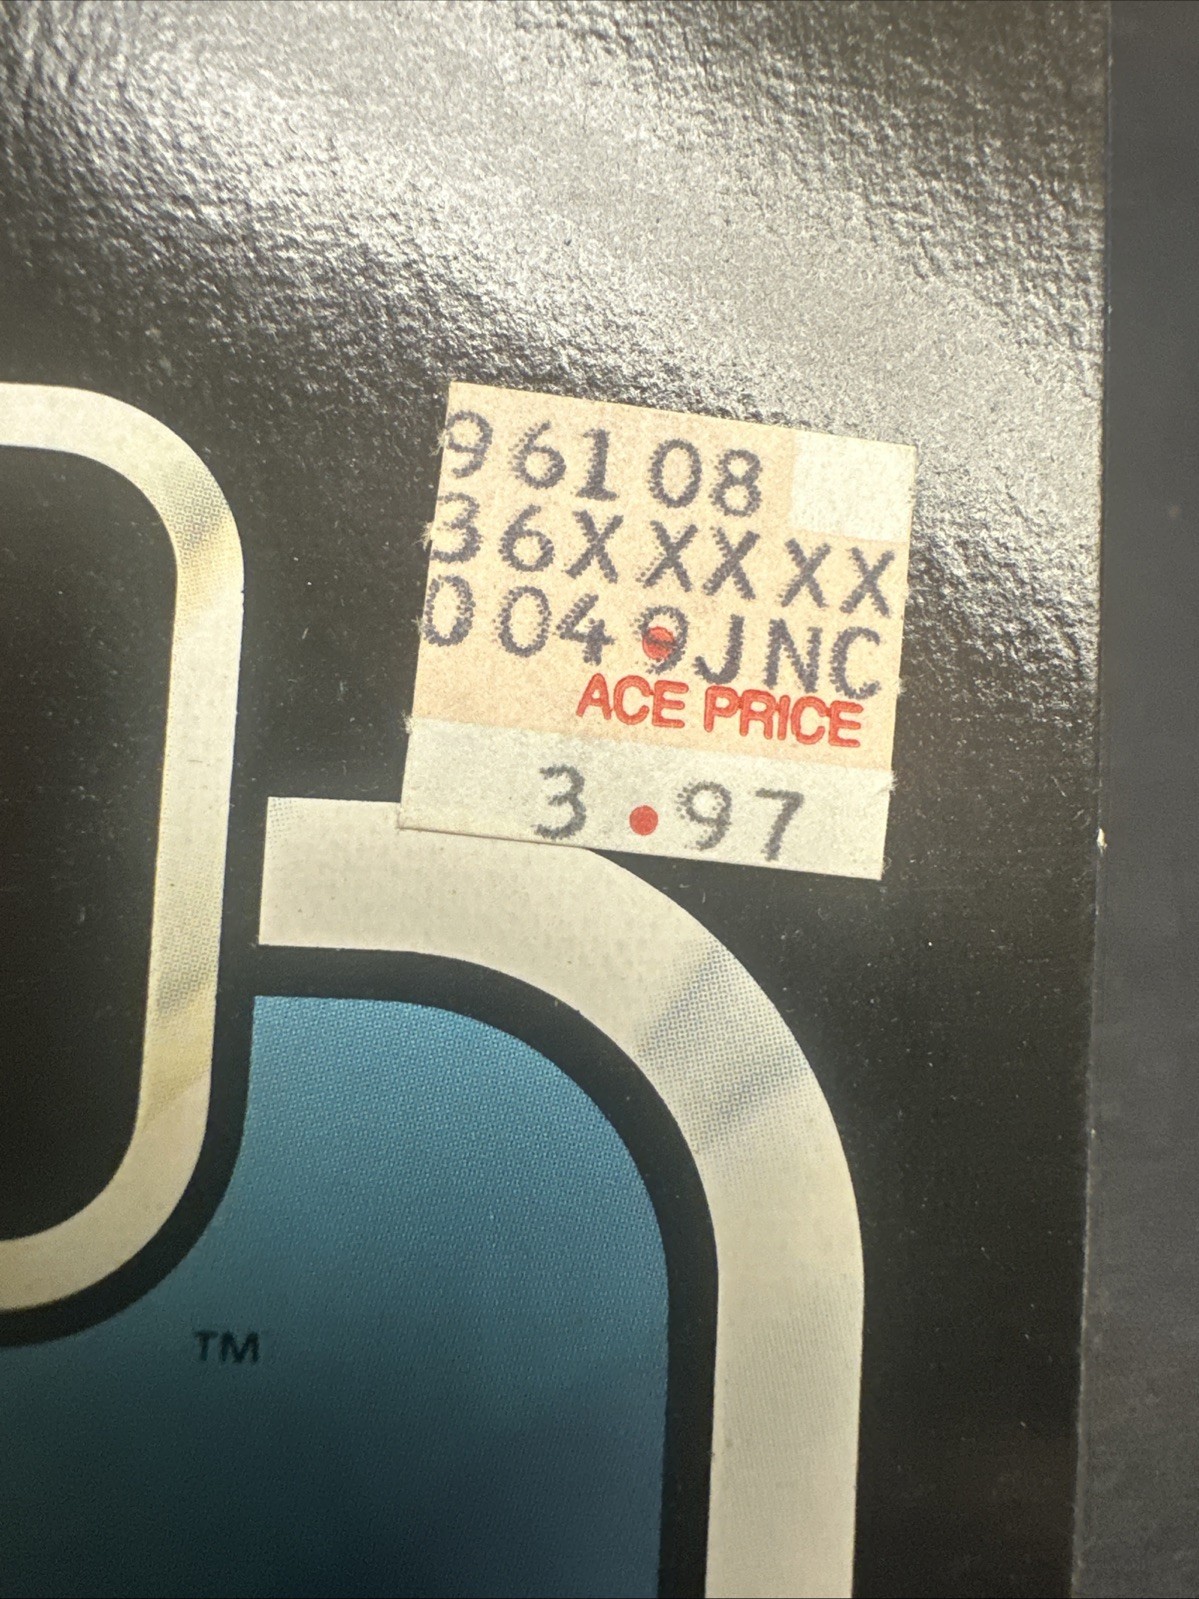 96108
36XXXXX
0049JNC
ACE PRICE
3.97
TM